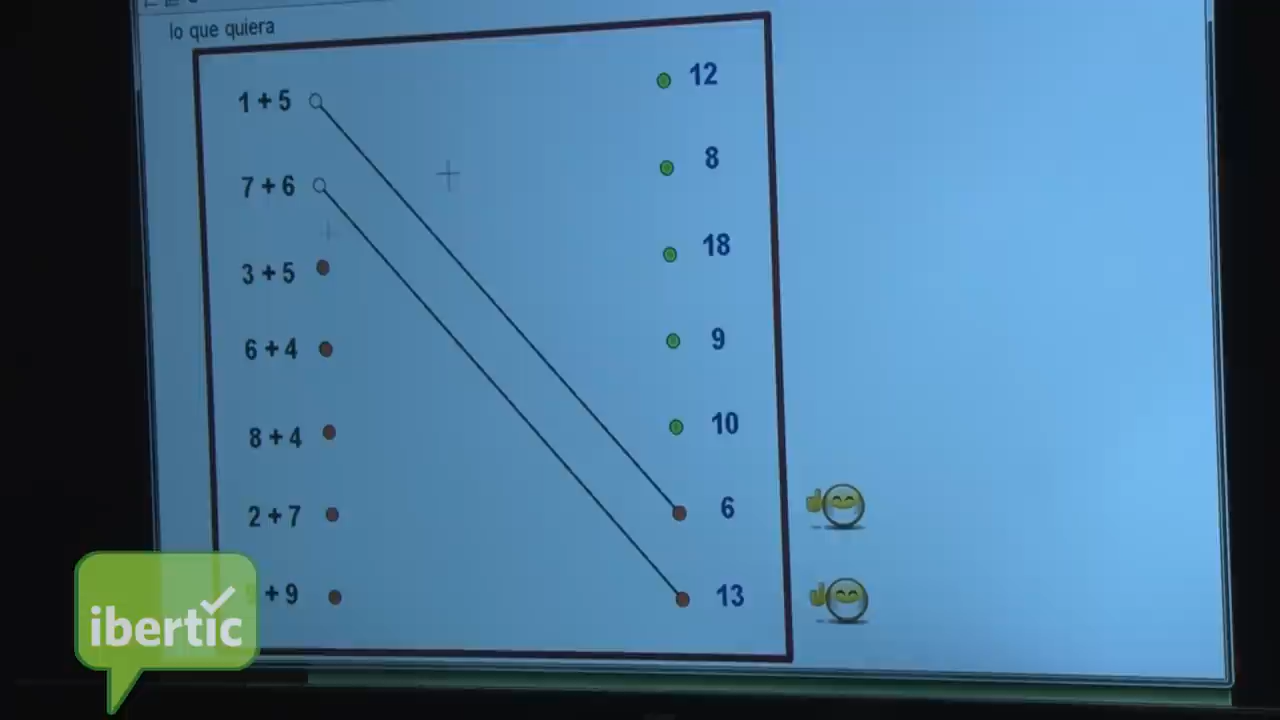 lo que quiera
1 + 5
12
7 + 6
8
3 + 5
18
6 + 4
9
8 + 4
10
2 + 7
6
+ 9
13
ibertic